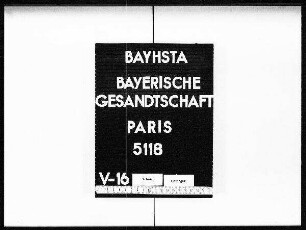 BAYHSTA
BAYERISCHE
GESANDTSCHAFT
PARIS
5118
V-16